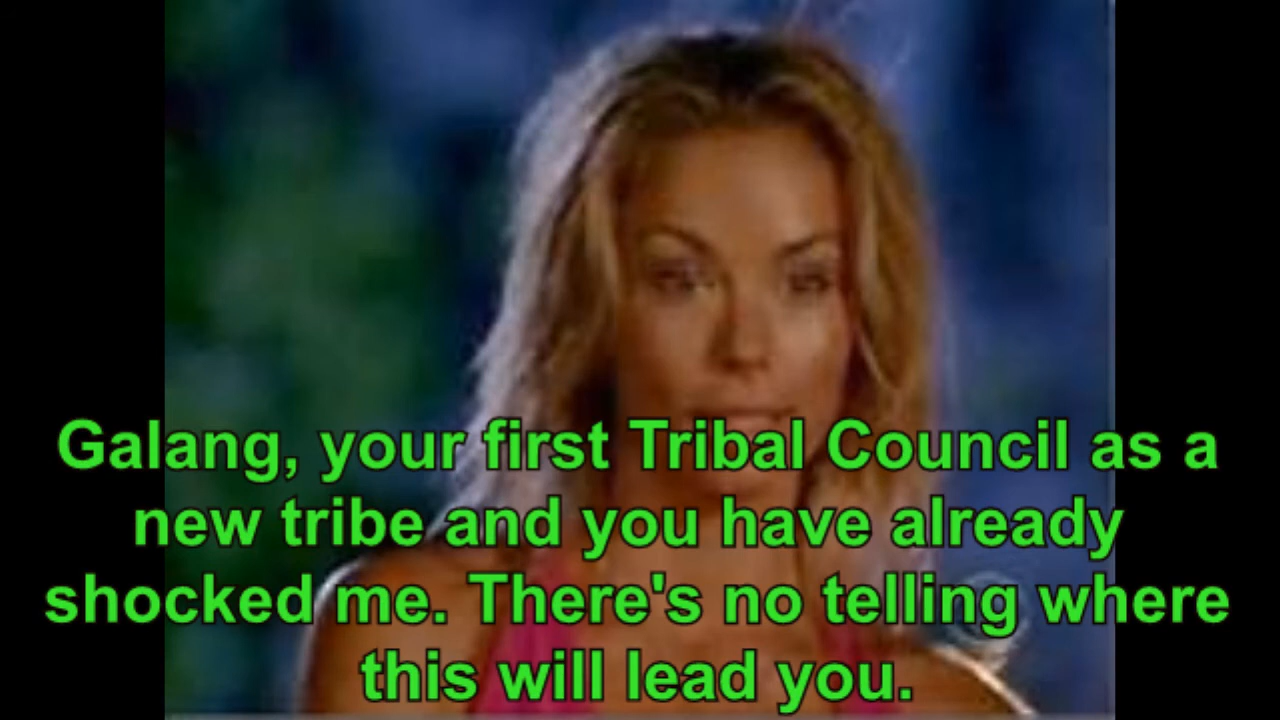 Galang, your first Tribal Council as a
new tribe and you have already
shocked me. There's no telling where
this will lead you.